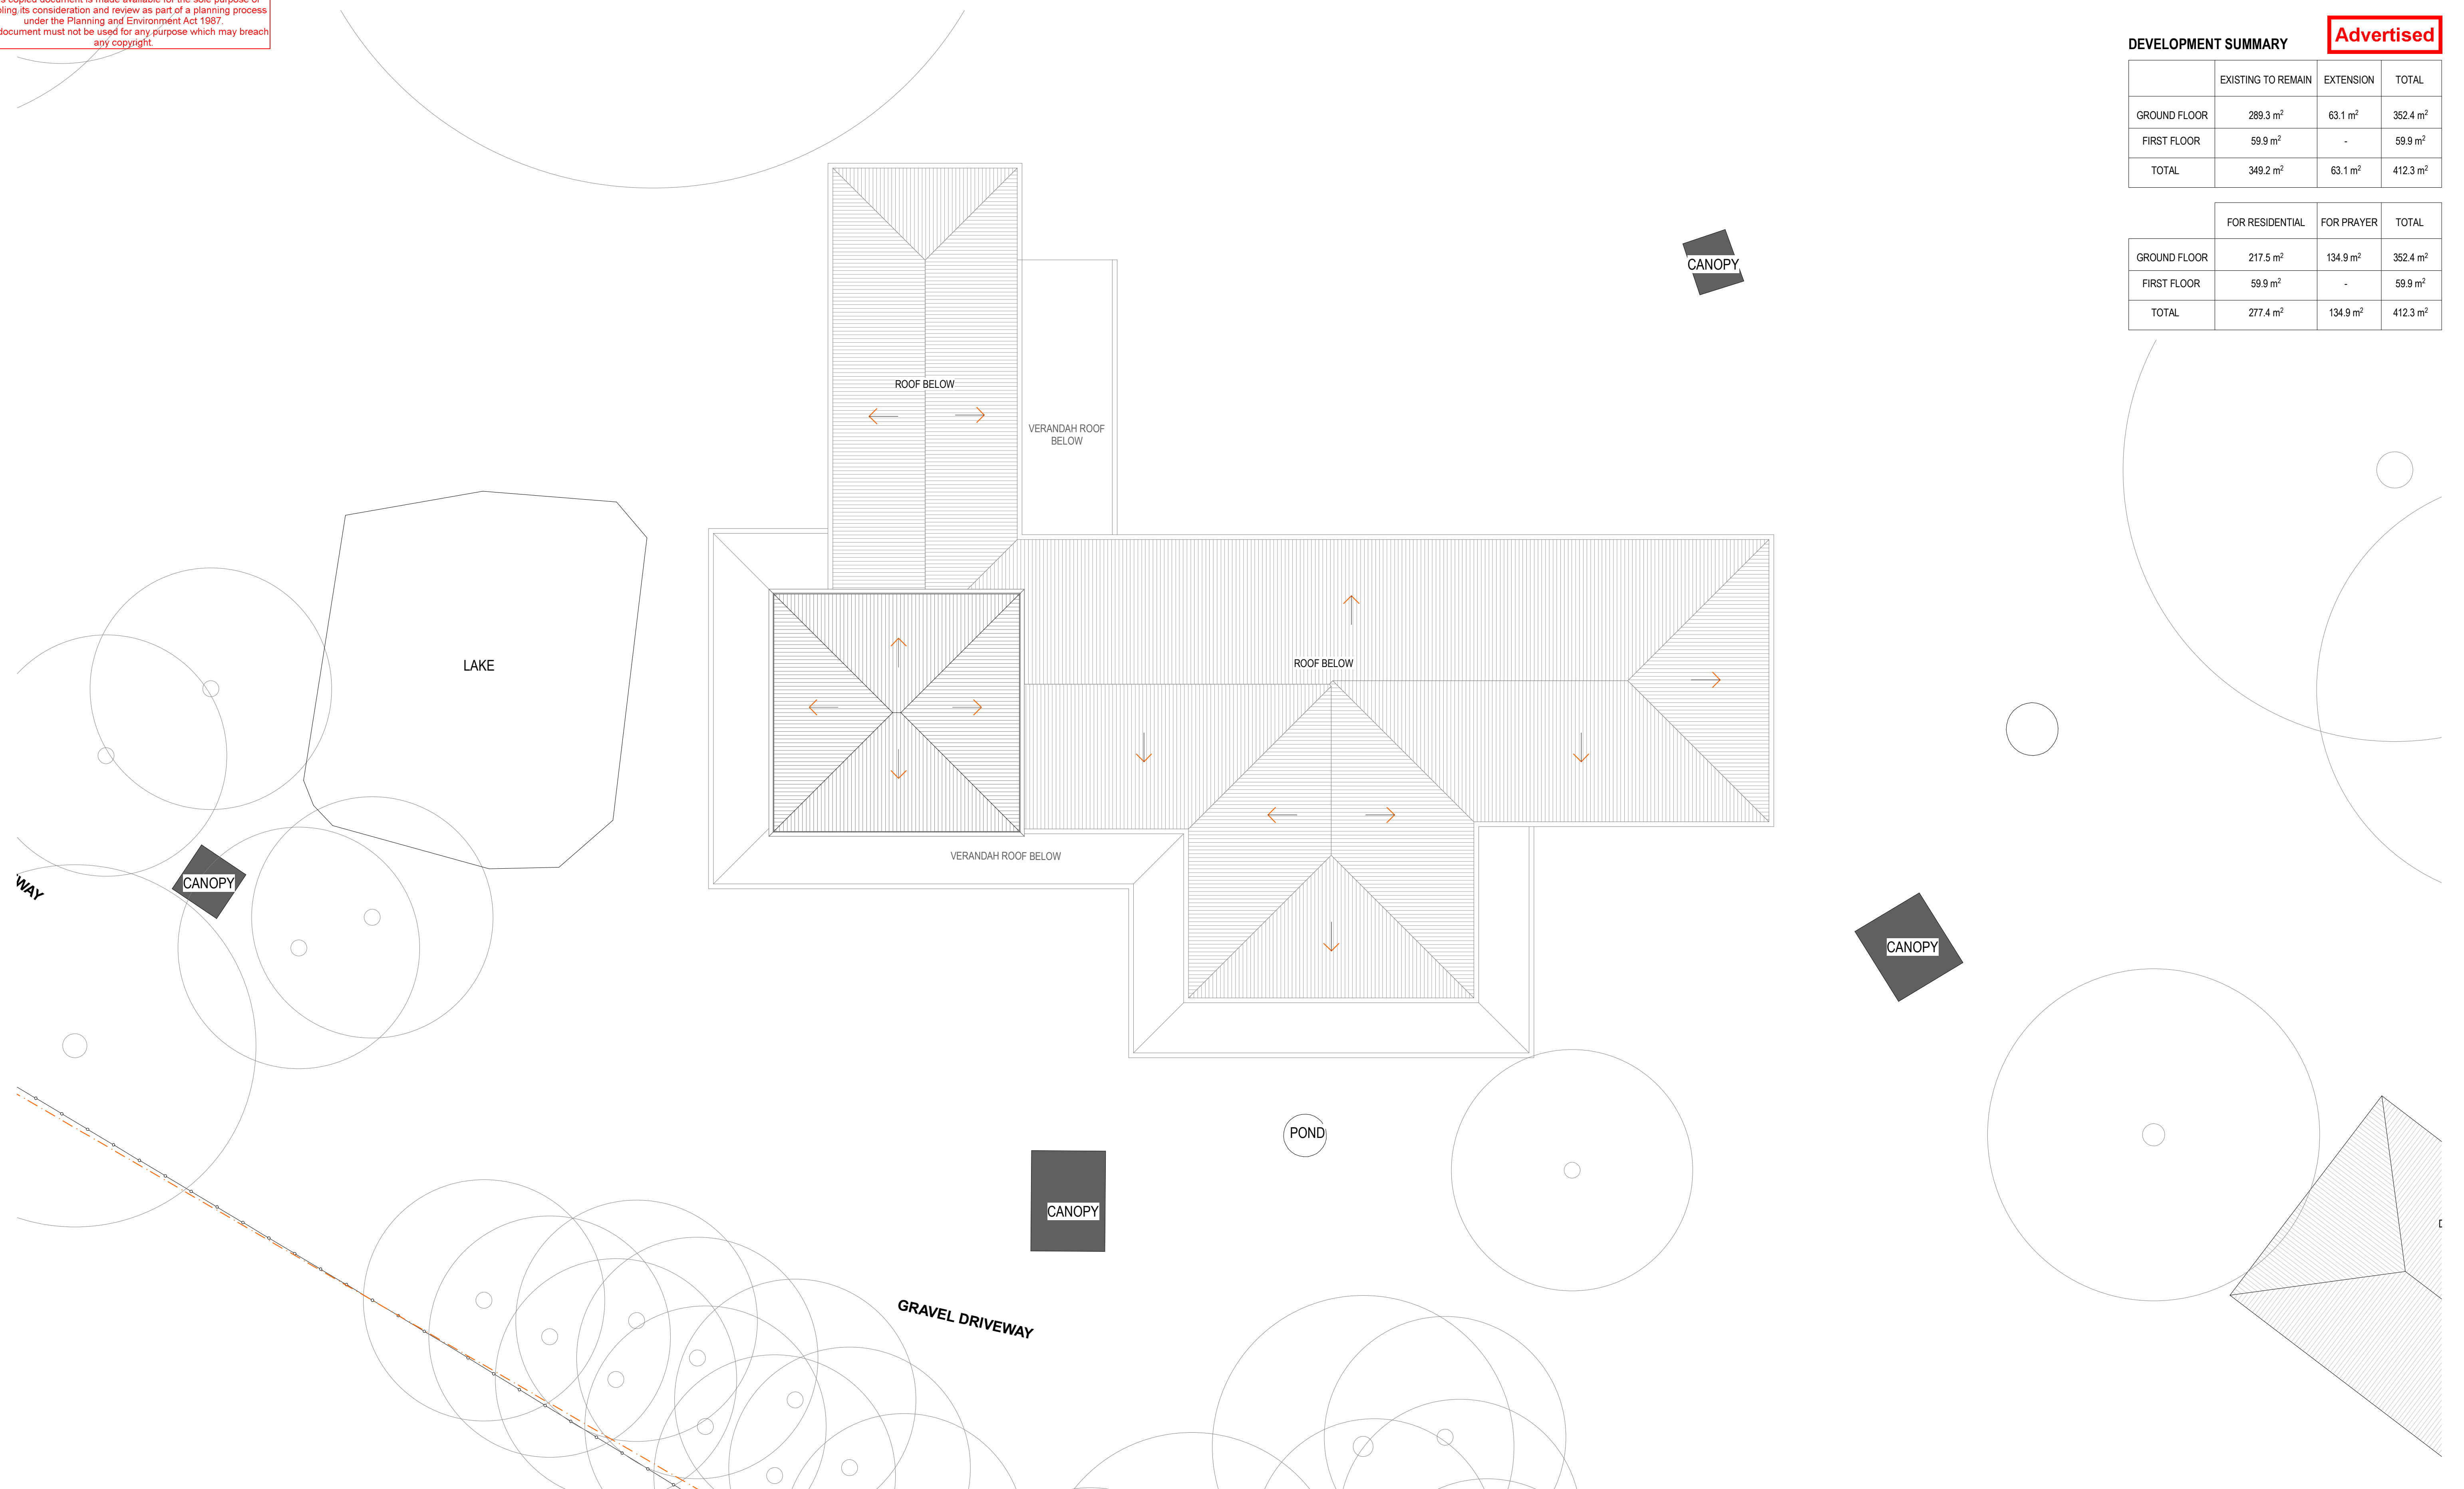 copied document is made available for the sole purpose of
its consideration and review as part of a planning process
under the Planning and Environment Act 1987.
document must not be used for any purpose which may breach
any copyright.
Advertised
DEVELOPMENT SUMMARY
EXISTING TO REMAIN EXTENSION TOTAL
GROUND FLOOR 289.3 m² 63.1 m² 352.4 m²
FIRST FLOOR 59.9 m² - 59.9 m²
TOTAL 349.2 m² 63.1 m² 412.3 m²
FOR RESIDENTIAL FOR PRAYER TOTAL
GROUND FLOOR 217.5 m² 134.9 m² 352.4 m²
FIRST FLOOR 59.9 m² - 59.9 m²
TOTAL 277.4 m² 134.9 m² 412.3 m²
CANOPY
ROOF BELOW
VERANDAH ROOF
BELOW
LAKE
ROOF BELOW
VERANDAH ROOF BELOW
CANOPY
WAY
CANOPY
POND
CANOPY
GRAVEL DRIVEWAY